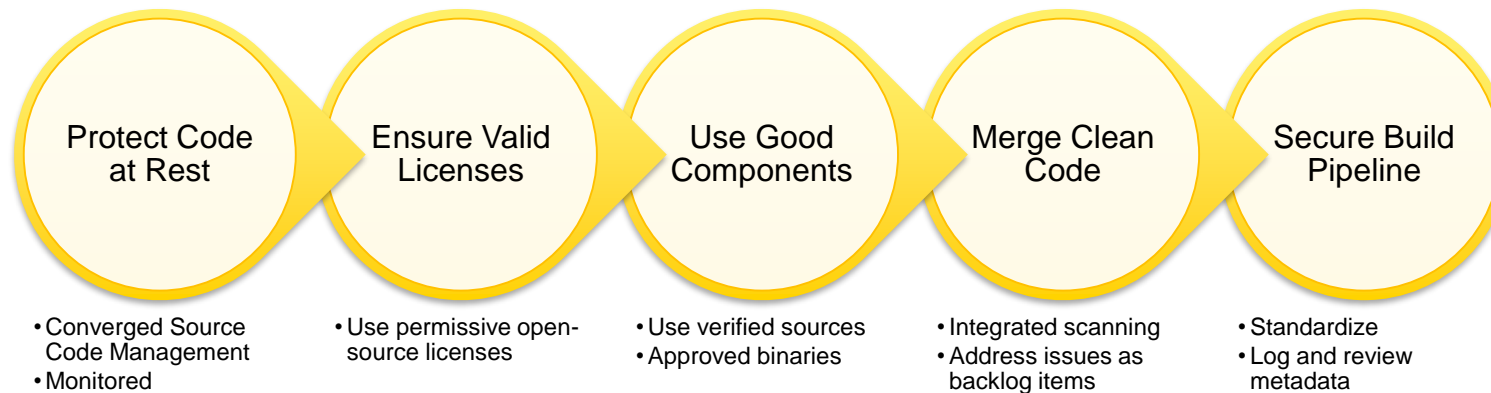 Protect Code
at Rest
• Converged Source
Code Management
• Monitored
Ensure Valid
Licenses
• Use permissive open-
source licenses
Use Good
Components
• Use verified sources
• Approved binaries
Merge Clean
Code
• Integrated scanning
• Address issues as
backlog items
Secure Build
Pipeline
• Standardize
• Log and review
metadata